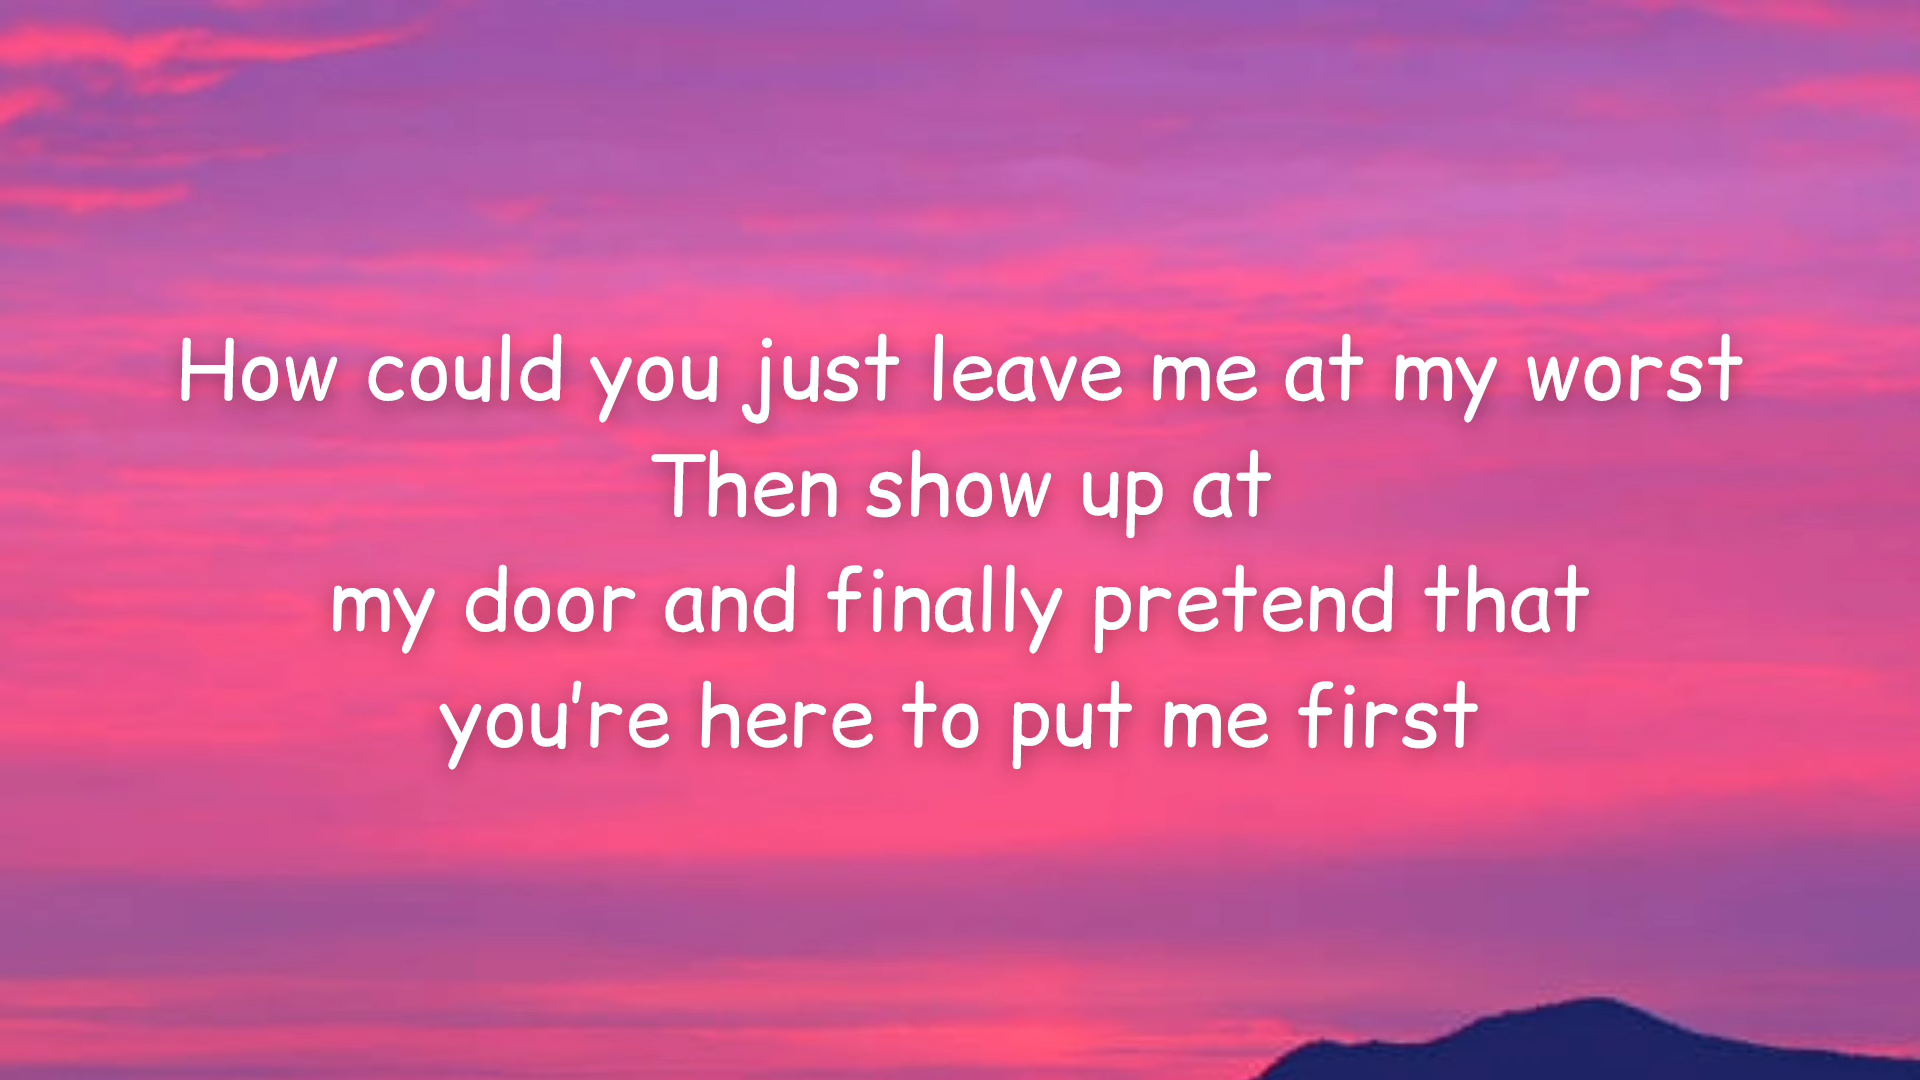 How could you just leave me at my worst
Then show up at
my door and finally pretend that
you're here to put me first